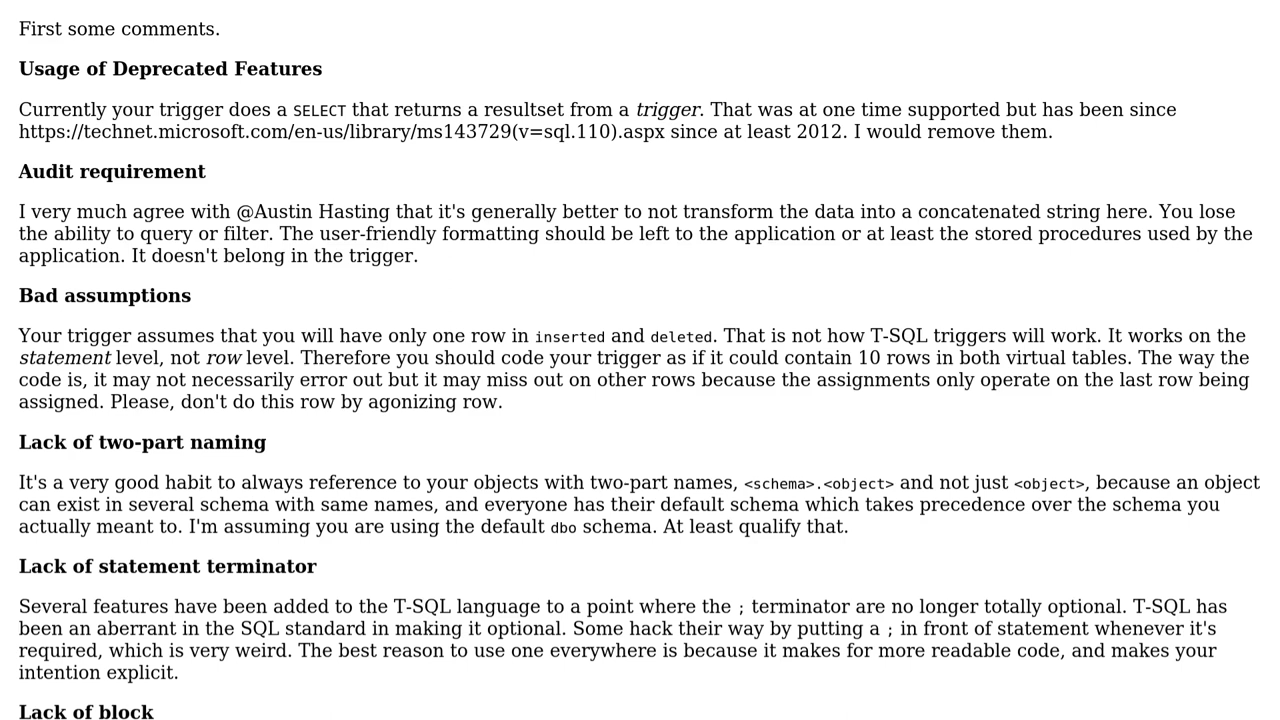 First some comments.
Usage of Deprecated Features
Currently your trigger does a SELECT that returns a resultset from a trigger. That was at one time supported but has been since
https://technet.microsoft.com/en-us/library/ms143729(v=sql.110).aspx since at least 2012. I would remove them.
Audit requirement
I very much agree with @Austin Hasting that it's generally better to not transform the data into a concatenated string here. You lose
the ability to query or filter. The user-friendly formatting should be left to the application or at least the stored procedures used by the
application. It doesn't belong in the trigger.
Bad assumptions
Your trigger assumes that you will have only one row in inserted and deleted. That is not how T-SQL triggers will work. It works on the
statement level, not row level. Therefore you should code your trigger as if it could contain 10 rows in both virtual tables. The way the
code is, it may not necessarily error out but it may miss out on other rows because the assignments only operate on the last row being
assigned. Please, don't do this row by agonizing row.
Lack of two-part naming
It's a very good habit to always reference to your objects with two-part names, <schema>.<object> and not just <object>, because an object
can exist in several schema with same names, and everyone has their default schema which takes precedence over the schema you
actually meant to. I'm assuming you are using the default dbo schema. At least qualify that.
Lack of statement terminator
Several features have been added to the T-SQL language to a point where the ; terminator are no longer totally optional. T-SQL has
been an aberrant in the SQL standard in making it optional. Some hack their way by putting a ; in front of statement whenever it's
required, which is very weird. The best reason to use one everywhere is because it makes for more readable code, and makes your
intention explicit.
Lack of block